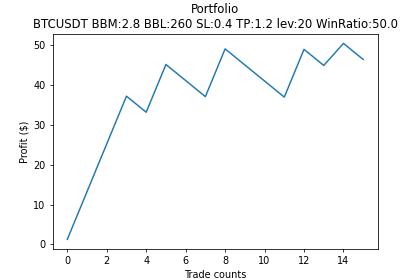 Portfolio
BTCUSDT BBM:2.8 BBL:260 SL:0.4 TP:1.2 lev:20 WinRatio:50.0
50
40
30
20
10
0
Profit ($)
0 2 4 6 8 10 12 14
Trade counts